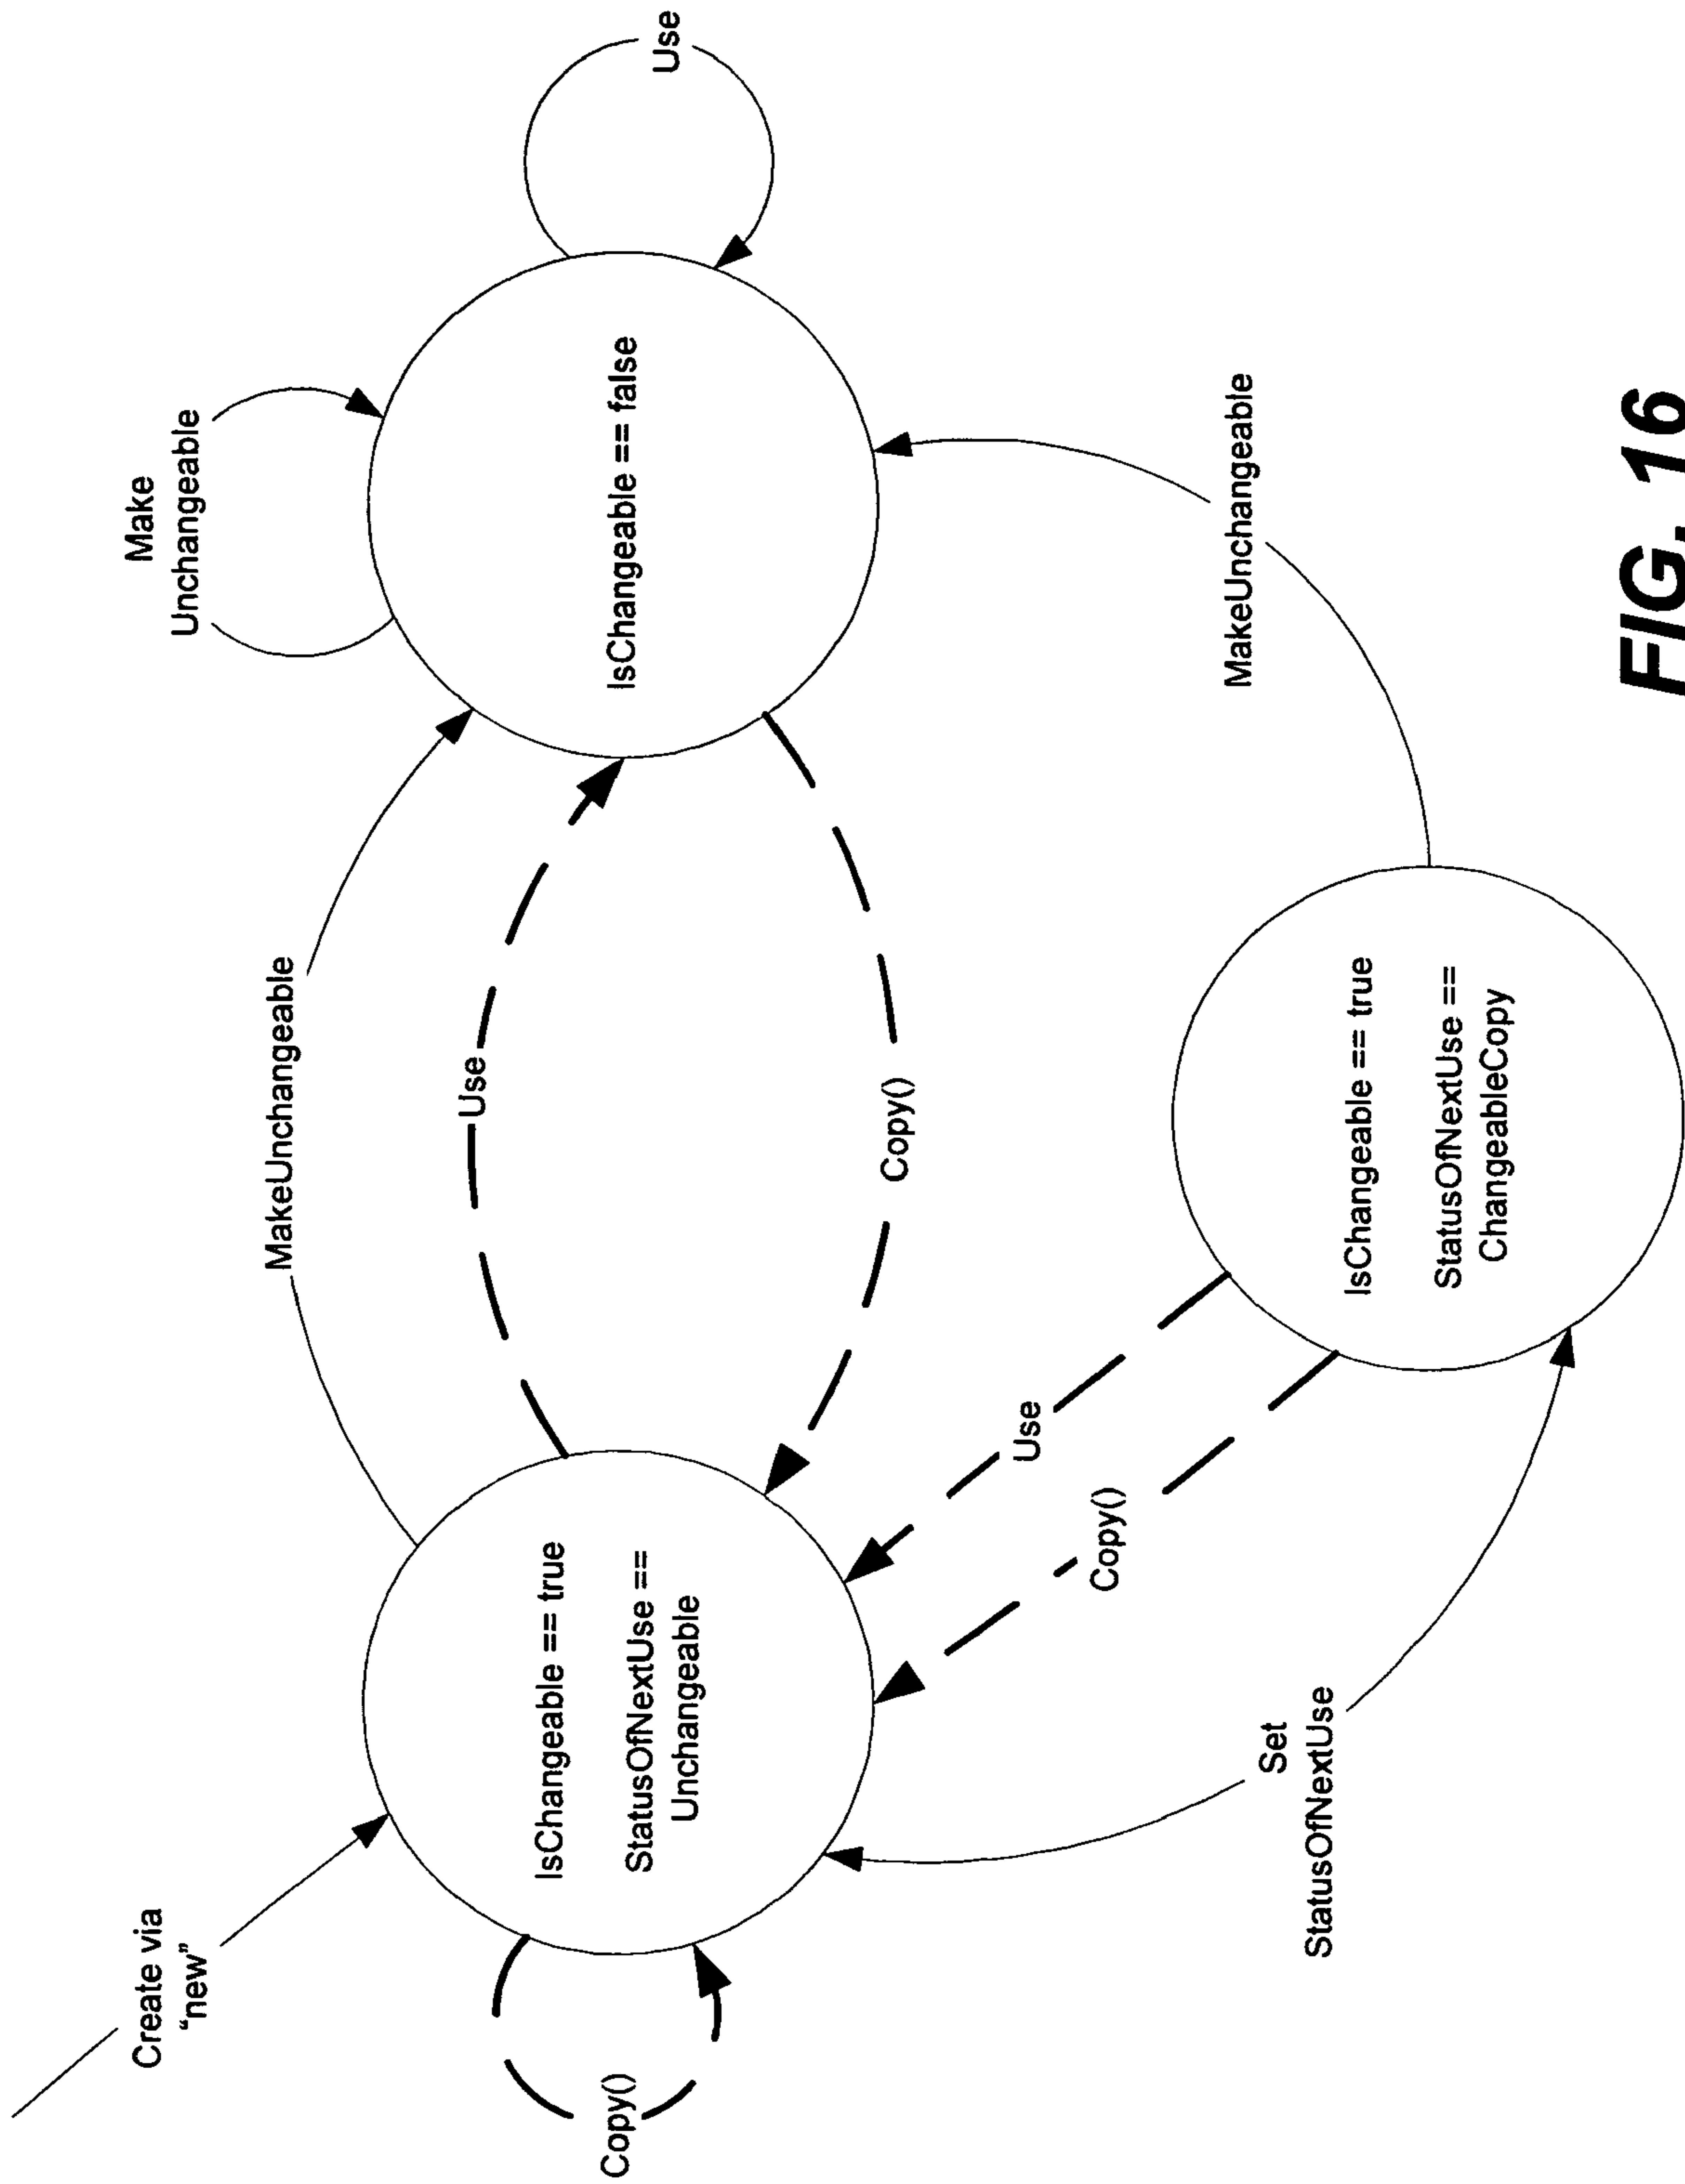 Create via
“new”
Copy()
IsChangeable == true
StatusOfNextUse ==
Unchangeable
MakeUnchangeable
Use
Copy()
Make
Unchangeable
IsChangeable == false
Use
Use
Copy()
Set
StatusOfNextUse
IsChangeable == true
StatusOfNextUse ==
ChangeableCopy
MakeUnchangeable
FIG. 16